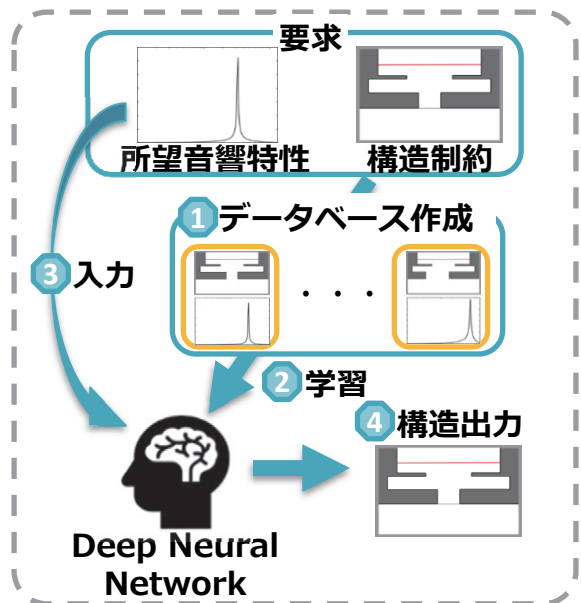 要求
所望音響特性
構造制約
1 データベース作成
・・・
3 入力
2 学習
4 構造出力
Deep Neural
Network